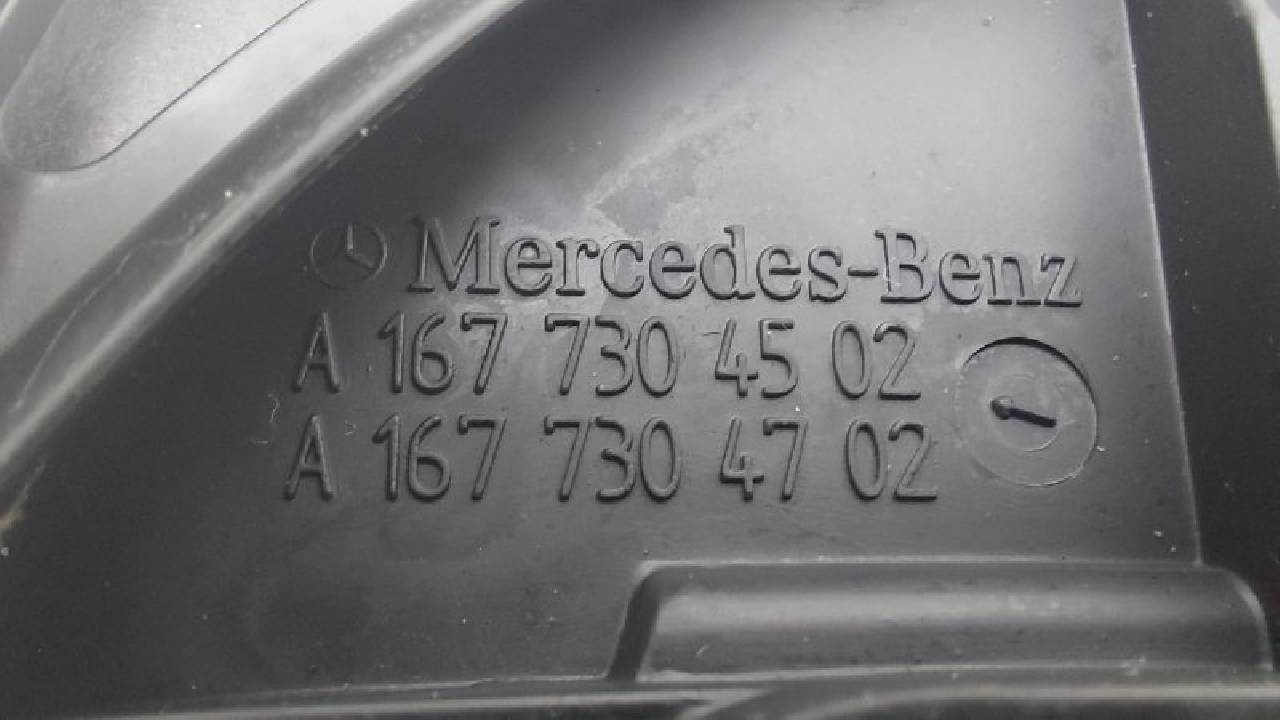 Mercedes-Benz
A 167 730 45 02
A 167 730 47 02